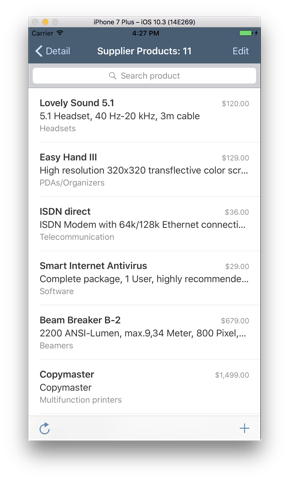 iPhone 7 Plus – iOS 10.3 (14E269)
Carrier 4:27 PM
Detail Supplier Products: 11 Edit
Search product
Lovely Sound 5.1 $120.00
5.1 Headset, 40 Hz-20 kHz, 3m cable
Headsets
Easy Hand III $129.00
High resolution 320x320 transflective color scr...
PDAs/Organizers
ISDN direct $36.00
ISDN Modem with 64k/128k Ethernet connecti...
Telecommunication
Smart Internet Antivirus $29.00
Complete package, 1 User, highly recommende...
Software
Beam Breaker B-2 $679.00
2200 ANSI-Lumen, max.9,34 Meter, 800 Pixel,...
Beamers
Copymaster $1,499.00
Copymaster
Multifunction printers